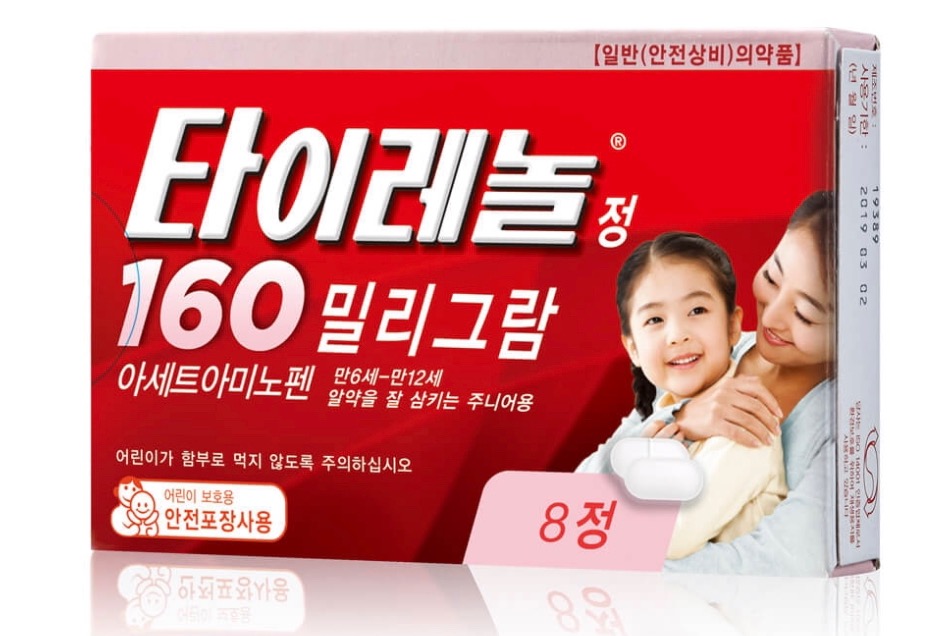 【일반(안전상비)의약품】
타이레놀®정
160 밀리그람
아세트아미노펜
만6세-만12세
알약을 잘 삼키는 주니어용
어린이가 함부로 먹지 않도록 주의하십시오
어린이 보호용
안전포장사용
8정
제조번호 :
사용기한 :
(년 월 일)
19389
2019 03 02